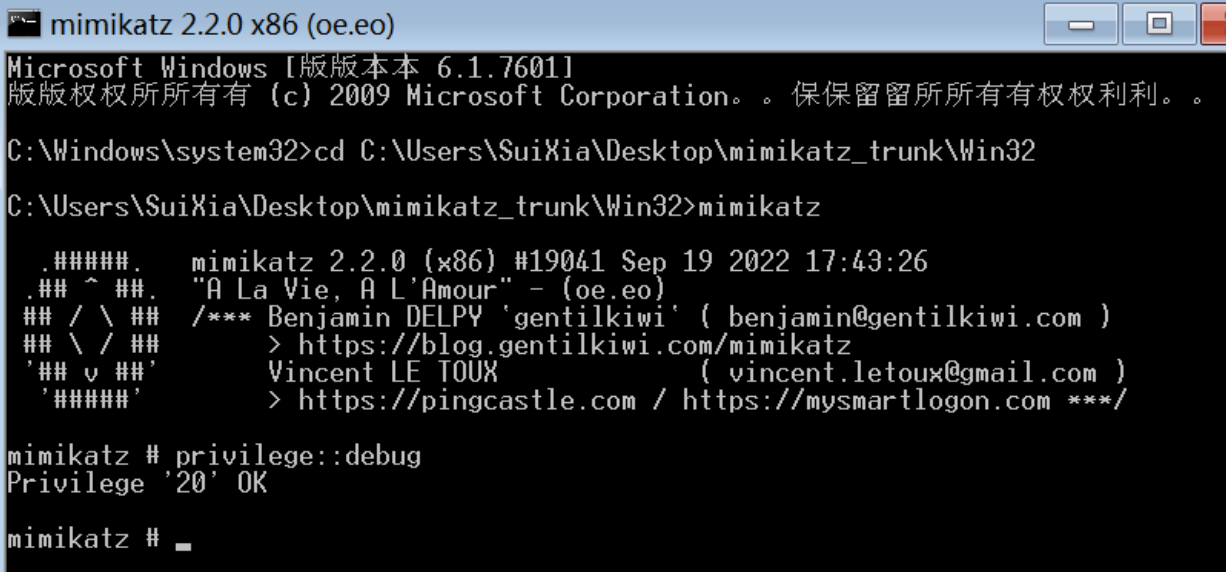 mimikatz 2.2.0 x86 (oe.eo)
Microsoft Windows [版版本本 6.1.7601]
版版权权所所有有 (c) 2009 Microsoft Corporation。。保保留留所所有有权权利利。。
C:\Windows\system32>cd C:\Users\SuiXia\Desktop\mimikatz_trunk\Win32
C:\Users\SuiXia\Desktop\mimikatz_trunk\Win32>mimikatz
.#####. mimikatz 2.2.0 (x86) #19041 Sep 19 2022 17:43:26
.## ^ ##. "A La Vie, A L'Amour" - (oe.eo)
## / \ ## /*** Benjamin DELPY `gentilkiwi` ( benjamin@gentilkiwi.com )
## \ / ## > https://blog.gentilkiwi.com/mimikatz
'## v ##' Vincent LE TOUX ( vincent.letoux@gmail.com )
'#####' > https://pingcastle.com / https://mysmartlogon.com ***/
mimikatz # privilege::debug
Privilege '20' OK
mimikatz # _